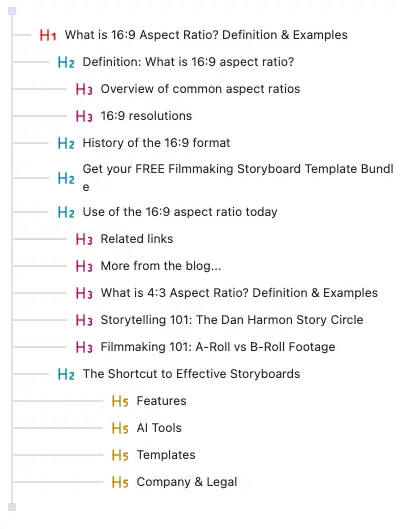 H1 What is 16:9 Aspect Ratio? Definition & Examples
H2 Definition: What is 16:9 aspect ratio?
H3 Overview of common aspect ratios
H3 16:9 resolutions
H2 History of the 16:9 format
H2 Get your FREE Filmmaking Storyboard Template Bundl
e
H2 Use of the 16:9 aspect ratio today
H3 Related links
H3 More from the blog...
H3 What is 4:3 Aspect Ratio? Definition & Examples
H3 Storytelling 101: The Dan Harmon Story Circle
H3 Filmmaking 101: A-Roll vs B-Roll Footage
H2 The Shortcut to Effective Storyboards
H5 Features
H5 AI Tools
H5 Templates
H5 Company & Legal